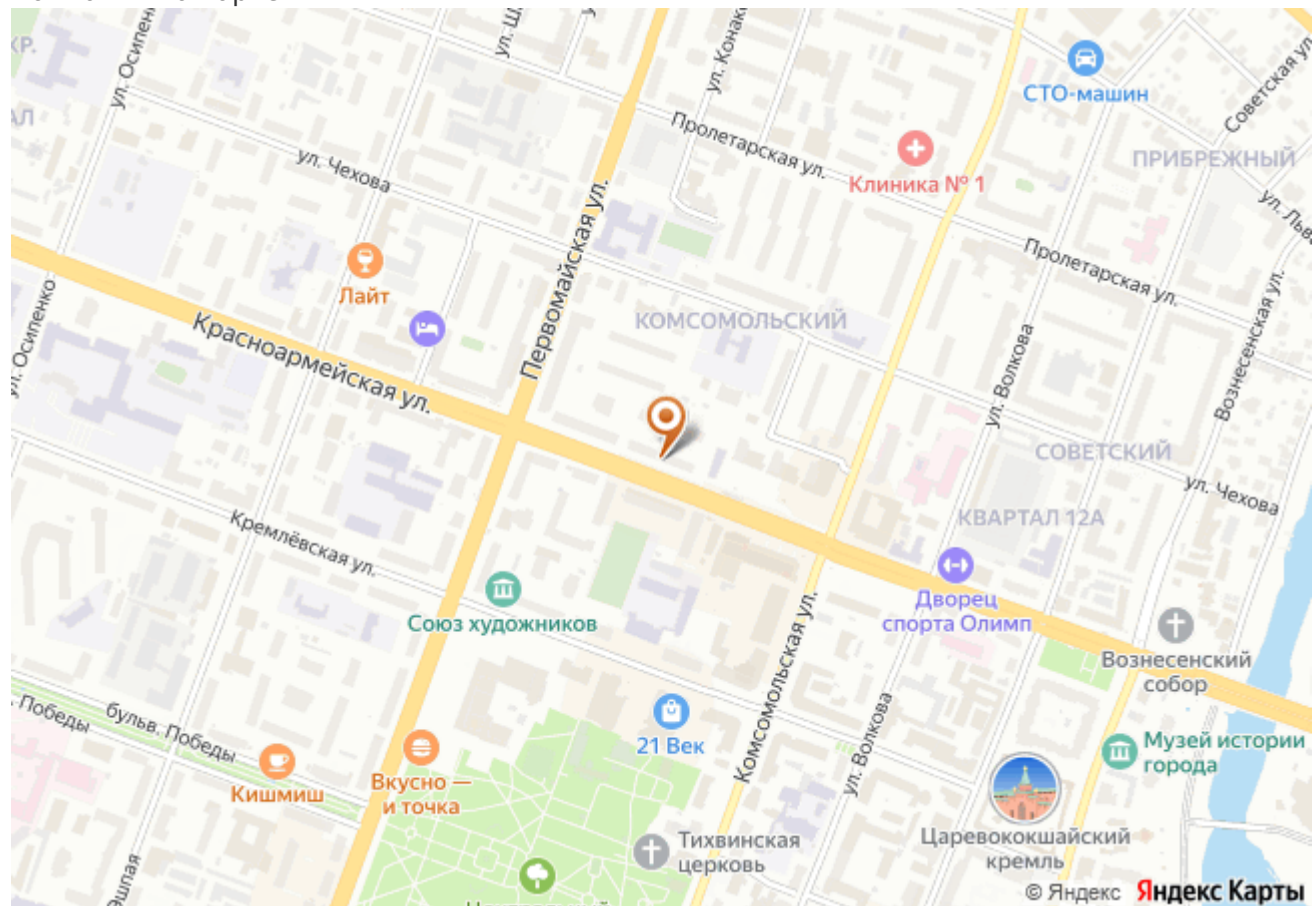 ул. Осипенко
ул. Конак
СТО-машин
Советская ул.
Пролетарская ул.
ПРИБРЕЖНЫЙ
Клиника № 1
ул. Чехова
ул. Льва
Первомайская ул.
Пролетарская ул.
Лайт
КОМСОМОЛЬСКИЙ
ул. Осипенко
Красноармейская ул.
ул. Волкова
Вознесенская ул.
СОВЕТСКИЙ
ул. Чехова
КВАРТАЛ 12А
Кремлёвская ул.
Дворец
спорта Олимп
Союз художников
Комсомольская ул.
Вознесенский
собор
. Победы
бульв. Победы
21 Век
ул. Волкова
Музей истории
города
Кишмиш
Вкусно —
и точка
Тихвинская
церковь
Царевококшайский
кремль
© Яндекс Яндекс Карты